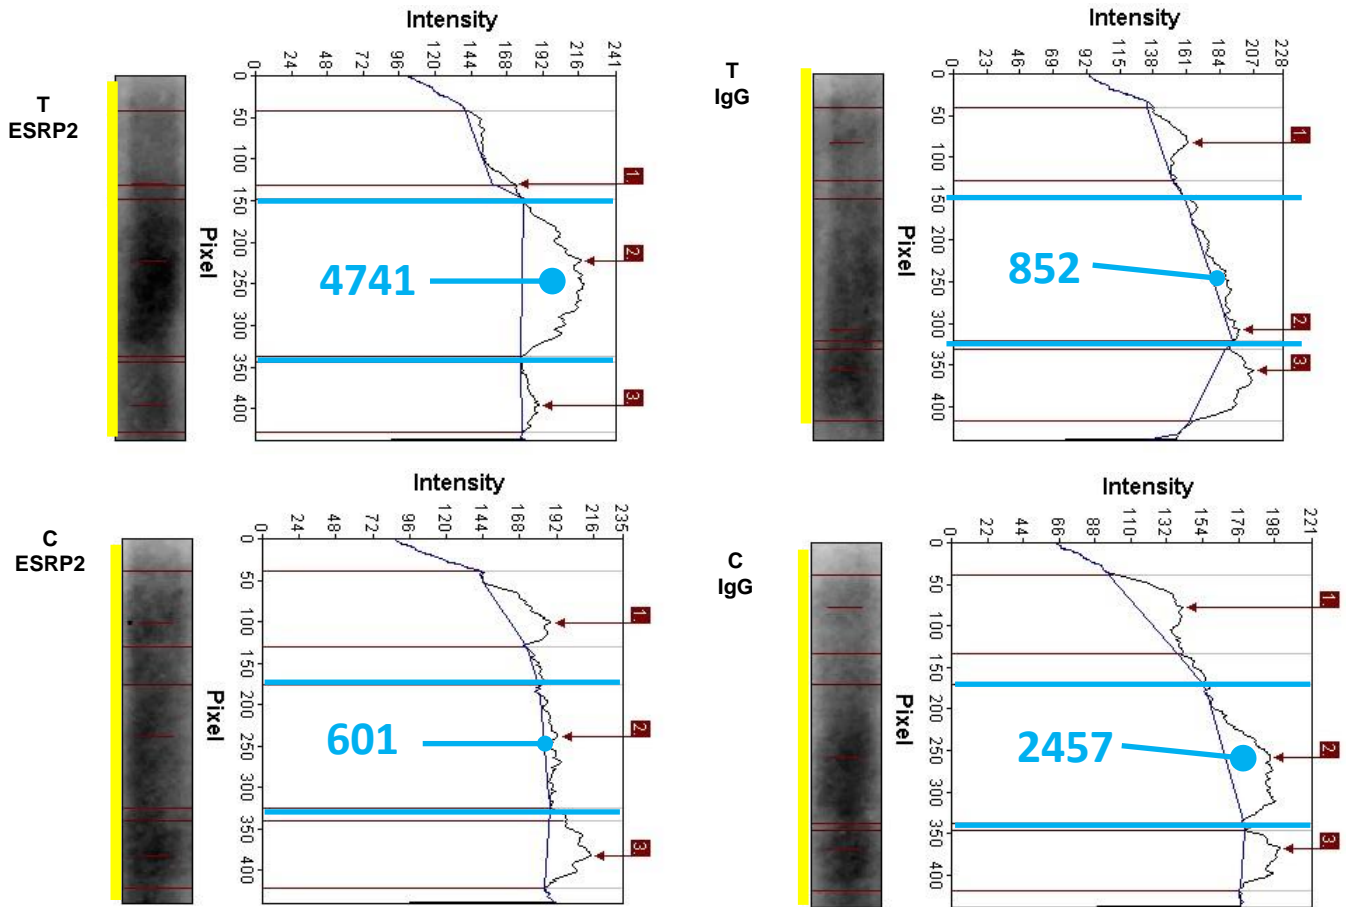 Intensity
0 24 48 72 96 120 144 168 192 216 241
T
ESRP2
0
50
100
150
200
250
300
350
400
Pixel
1.
2.
3.
4741
Intensity
0 23 46 69 92 115 138 161 184 207 228
T
IgG
0
50
100
150
200
250
300
350
400
Pixel
1.
2.
3.
852
Intensity
0 24 48 72 96 120 144 168 192 216 235
C
ESRP2
0
50
100
150
200
250
300
350
400
Pixel
1.
2.
3.
601
Intensity
0 22 44 66 88 110 132 154 176 198 221
C
IgG
0
50
100
150
200
250
300
350
400
Pixel
1.
2.
3.
2457